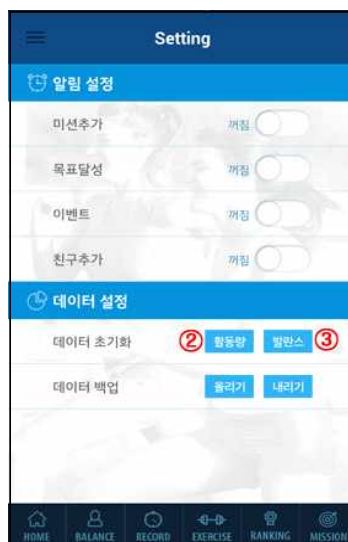 Setting
알림 설정
미션추가 꺼짐
목표달성 꺼짐
이벤트 꺼짐
친구추가 꺼짐
데이터 설정
데이터 초기화 ② 활동량 발란스 ③
데이터 백업 올리기 내리기
HOME BALANCE RECORD EXERCISE RANKING MISSION